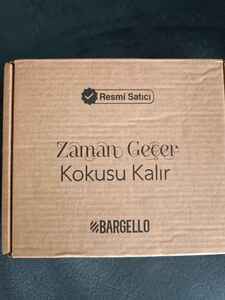 Resmi Satıcı
Zaman Geçer
Kokusu Kalır
BARGELLO